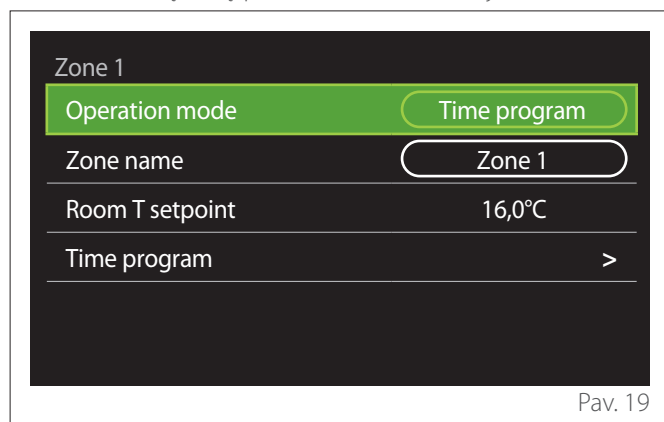 Zone 1
Operation mode Time program
Zone name Zone 1
Room T setpoint 16,0°C
Time program >
Pav. 19